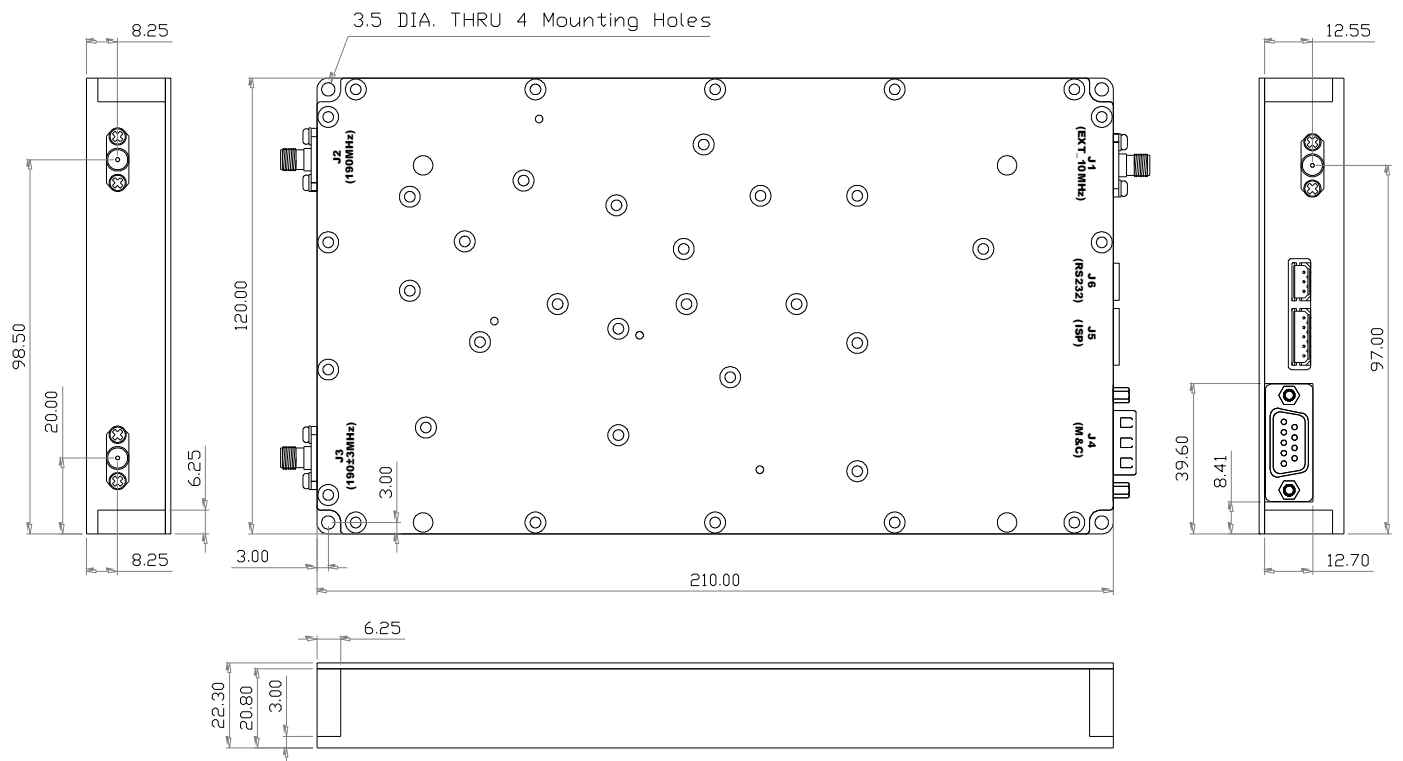 3.5 DIA. THRU 4 Mounting Holes
8.25
12.55
J2
(190MHz)
J1
(EXT_10MHz)
J6
(RS232)
J5
(ISP)
J4
(M&C)
J3
(190±3MHz)
98.50
20.00
6.25
8.25
120.00
3.00
3.00
210.00
97.00
39.60
8.41
12.70
6.25
22.30
20.80
3.00